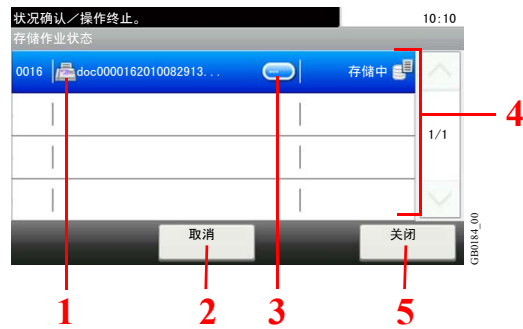 状况确认／操作终止。 10:10
存储作业状态
0016 doc0000162010082913... 存储中
4
1/1
取消 关闭
GB0184_00
1 2 3 5